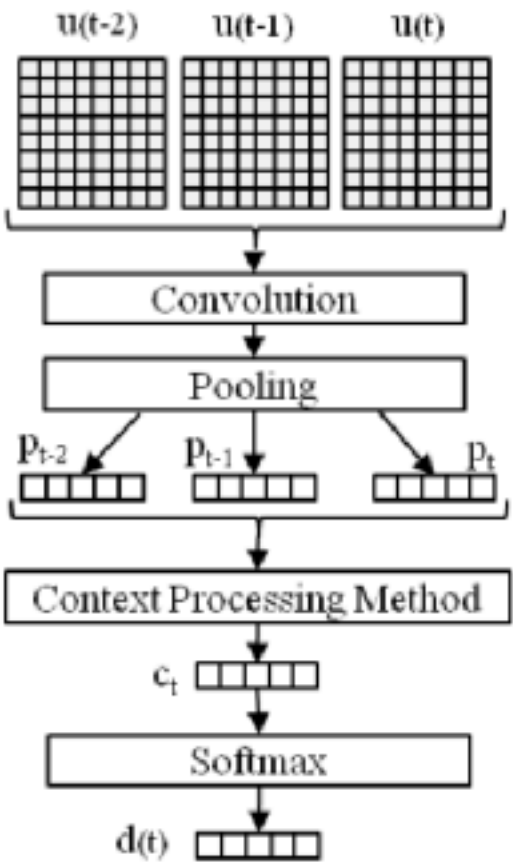 u(t-2) u(t-1) u(t)
Convolution
Pooling
pt-2 pt-1 pt
Context Processing Method
ct
Softmax
d(t)